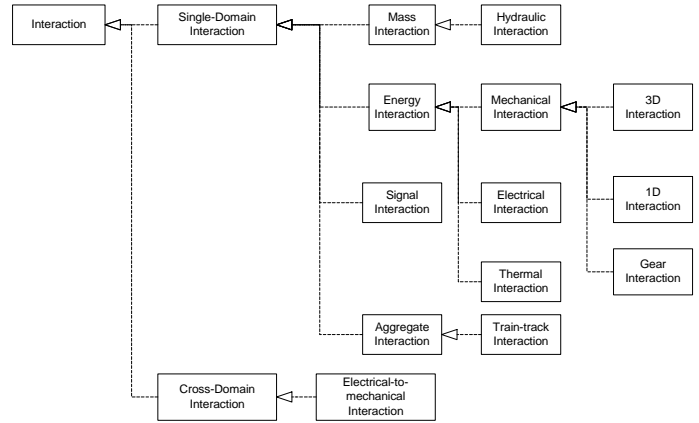 Interaction
Single-Domain
Interaction
Mass
Interaction
Hydraulic
Interaction
Energy
Interaction
Mechanical
Interaction
3D
Interaction
Signal
Interaction
Electrical
Interaction
1D
Interaction
Thermal
Interaction
Gear
Interaction
Aggregate
Interaction
Train-track
Interaction
Cross-Domain
Interaction
Electrical-to-
mechanical
Interaction